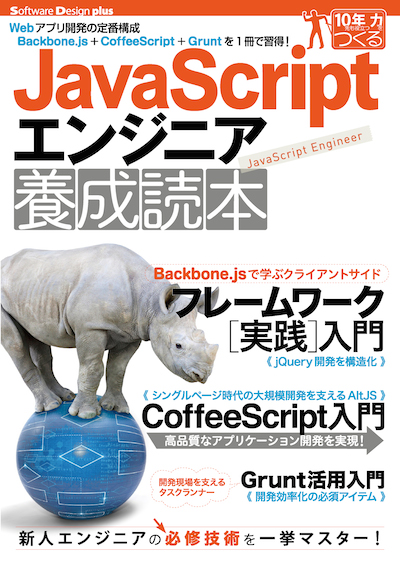 Software Design plus
10年先も役立つ力をつくる
Webアプリ開発の定番構成
Backbone.js+CoffeeScript+Gruntを1冊で習得!
JavaScript
エンジニア
JavaScript Engineer
養成読本
Backbone.jsで学ぶクライアントサイド
フレームワーク
[実践]入門
《 jQuery開発を構造化 》
《 シングルページ時代の大規模開発を支えるAltJS 》
CoffeeScript入門
高品質なアプリケーション開発を実現!
開発現場を支える
タスクランナー
Grunt活用入門
《 開発効率化の必須アイテム 》
新人エンジニアの必修技術を一挙マスター!